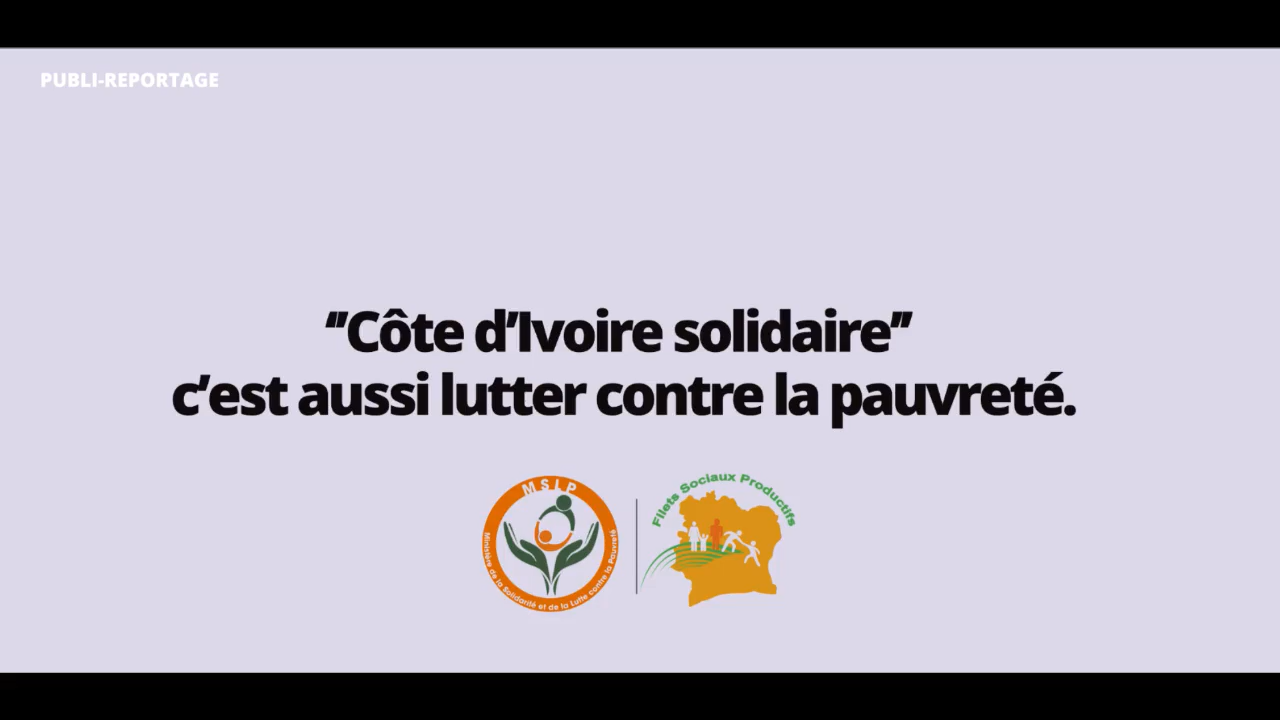 PUBLI-REPORTAGE
"Côte d'Ivoire solidaire"
c'est aussi lutter contre la pauvreté.
MSLP
Ministère de la Solidarité et de la Lutte contre la Pauvreté
Filets Sociaux Productifs